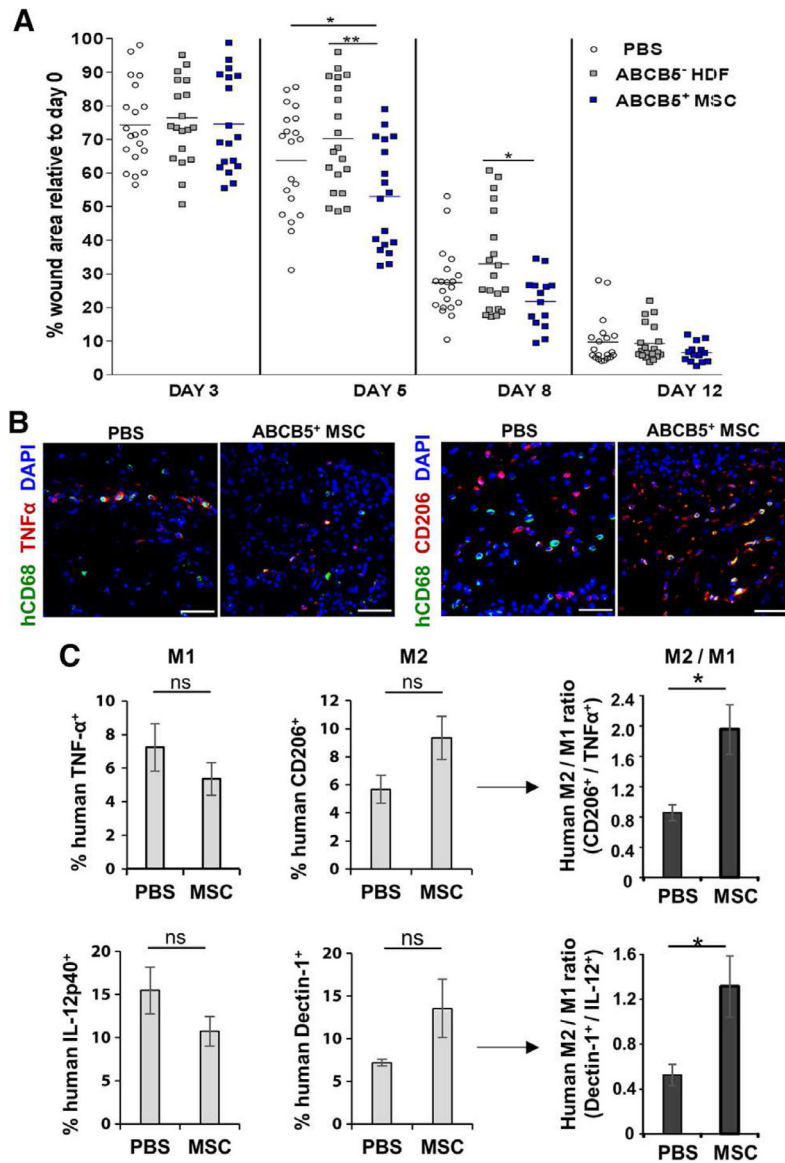 A
% wound area relative to day 0
100
90
80
70
60
50
40
30
20
10
0
*
**
*
PBS
ABCB5⁻ HDF
ABCB5⁺ MSC
DAY 3
DAY 5
DAY 8
DAY 12
B
PBS
ABCB5⁺ MSC
hCD68 TNFα DAPI
PBS
ABCB5⁺ MSC
hCD68 CD206 DAPI
C
M1
% human TNF-α⁺
10
8
6
4
2
0
ns
PBS MSC
M2
% human CD206⁺
12
10
8
6
4
2
0
ns
PBS MSC
M2 / M1
Human M2 / M1 ratio
(CD206⁺ / TNFα⁺)
2.4
2.0
1.6
1.2
0.8
0.4
0
*
PBS MSC
% human IL-12p40⁺
20
15
10
5
0
ns
PBS MSC
% human Dectin-1⁺
20
15
10
5
0
ns
PBS MSC
Human M2 / M1 ratio
(Dectin-1⁺ / IL-12⁺)
1.6
1.2
0.8
0.4
0
*
PBS MSC